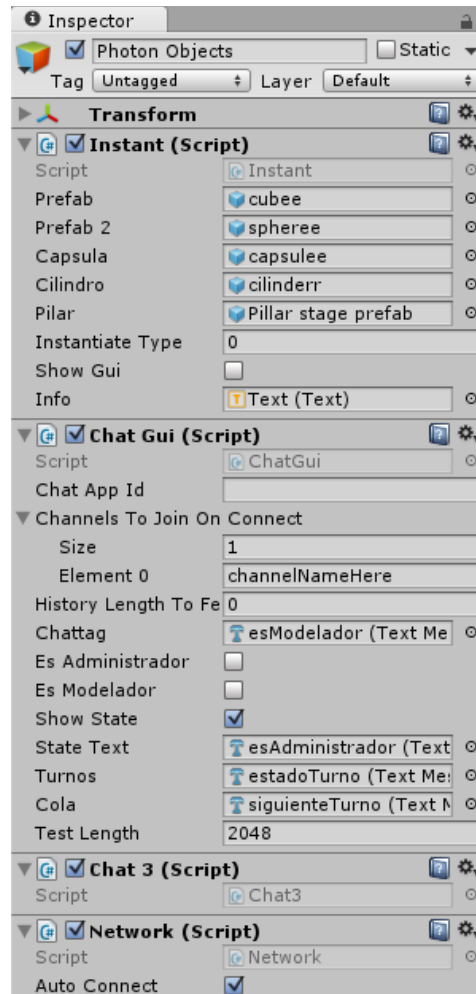 Inspector
Photon Objects Static
Tag Untagged Layer Default
Transform
Instant (Script)
Script Instant
Prefab cubee
Prefab 2 spheree
Capsula capsulee
Cilindro cilinderr
Pilar Pillar stage prefab
Instantiate Type 0
Show Gui
Info Text (Text)
Chat Gui (Script)
Script ChatGui
Chat App Id
Channels To Join On Connect
Size 1
Element 0 channelNameHere
History Length To Fe 0
Chattag esModelador (Text Me
Es Administrador
Es Modelador
Show State
State Text esAdministrador (Text
Turnos estadoTurno (Text Me
Cola siguienteTurno (Text M
Test Length 2048
Chat 3 (Script)
Script Chat3
Network (Script)
Script Network
Auto Connect